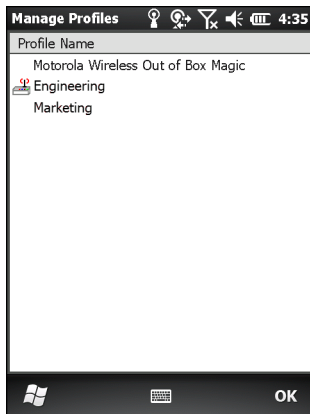 Manage Profiles 4:35
Profile Name
Motorola Wireless Out of Box Magic
Engineering
Marketing
OK